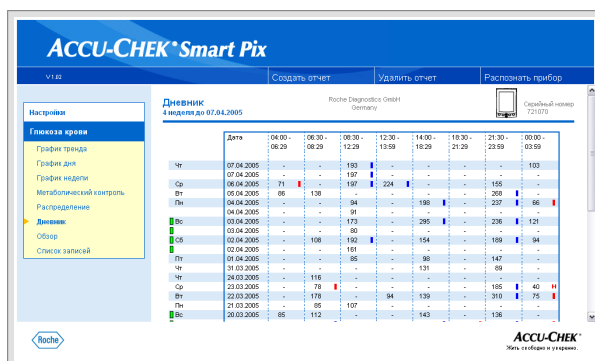 ACCU-CHEK® Smart Pix
V 1.02 Создать отчет Удалить отчет Распознать прибор
Настройки
Глюкоза крови
График тренда
График дня
График недели
Метаболический контроль
Распределение
Дневник
Обзор
Список записей
Дневник
4 неделя до 07.04.2005
Roche Diagnostics GmbH
Germany
Серийный номер
721070
Дата 04:00 - 06:30 - 08:30 - 12:30 - 14:00 - 18:30 - 21:30 - 00:00 -
06:29 08:29 12:29 13:59 18:29 21:29 23:59 03:59
Чт 07.04.2005 - - 193 - - - - 103
07.04.2005 - - 197 - - - - -
Ср 06.04.2005 71 - 197 224 - - 155 -
Вт 05.04.2005 86 138 - - - - 268 -
Пн 04.04.2005 - - 94 - 198 - 237 66
04.04.2005 - - 91 - - - - -
Вс 03.04.2005 - - 173 - 295 - 236 121
03.04.2005 - - 80 - - - - -
Сб 02.04.2005 - 108 192 - 154 - 189 94
02.04.2005 - - 161 - - - - -
Пт 01.04.2005 - - 85 - 98 - 147 -
Чт 31.03.2005 - - - - 131 - 89 -
Чт 24.03.2005 - 116 - - - - - -
Ср 23.03.2005 - 78 - - - - 185 40 H
Вт 22.03.2005 - 178 - 94 139 - 310 75
Пн 21.03.2005 - 85 107 - - - - -
Вс 20.03.2005 85 112 - - 143 - 136 -
Roche
ACCU-CHEK®
Жить свободно и уверенно.